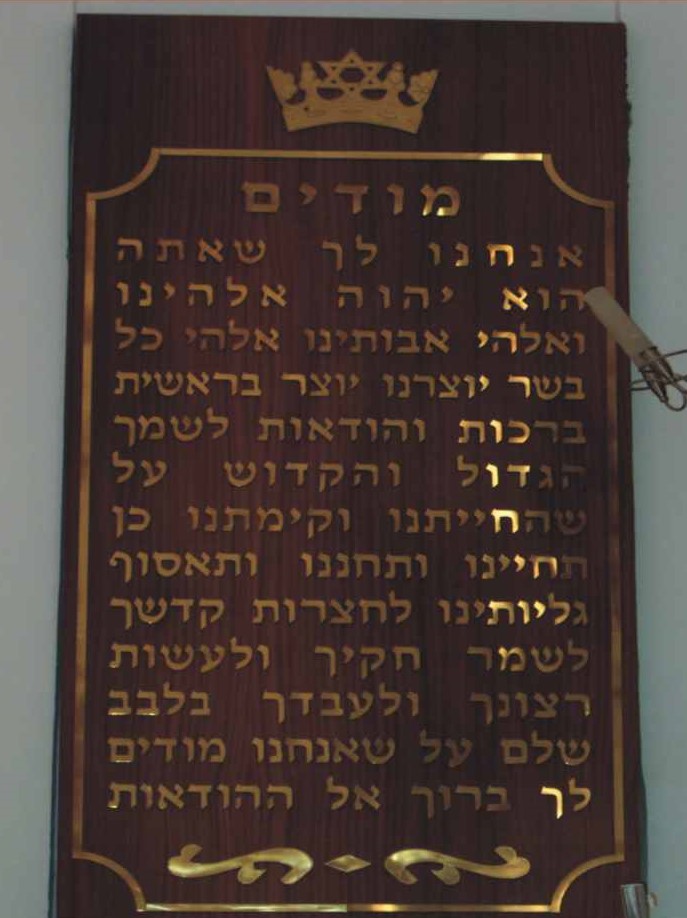 מודים
אנחנו לך שאתה
הוא יהוה אלהינו
ואלהי אבותינו אלהי כל
בשר יוצרנו יוצר בראשית
ברכות והודאות לשמך
הגדול והקדוש על
שהחייתנו וקימתנו כן
תחיינו ותחננו ותאסוף
גליותינו לחצרות קדשך
לשמר חקיך ולעשות
רצונך ולעבדך בלבב
שלם על שאנחנו מודים
לך ברוך אל ההודאות